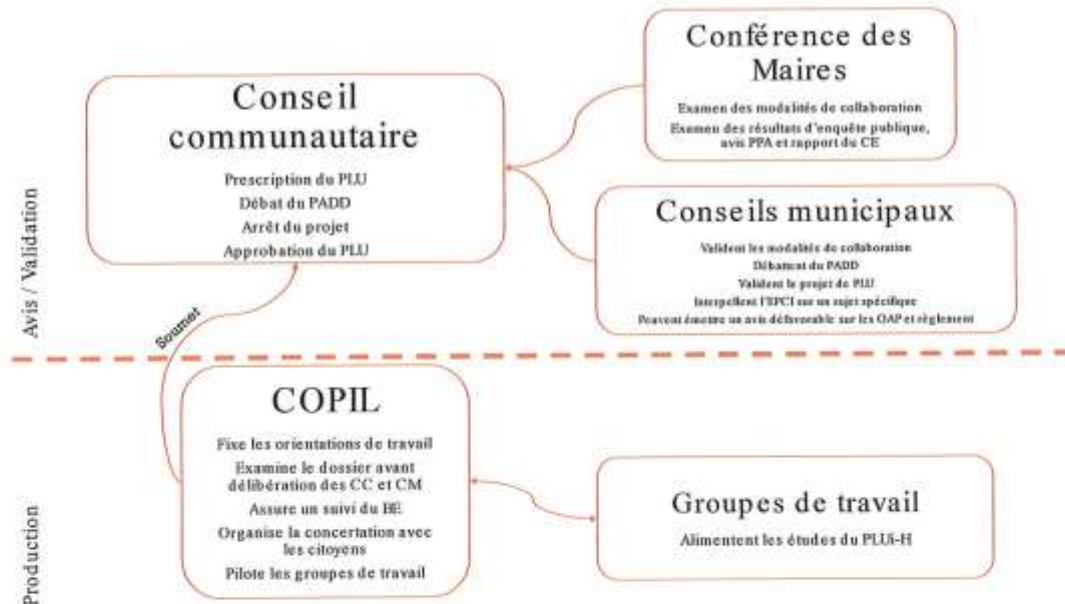 Conseil
communautaire
Prescription du PLU
Débat du PADD
Arrêt du projet
Approbation du PLU
Conférence des
Maires
Examen des modalités de collaboration
Examen des résultats d'enquête publique,
avis PPA et rapport du CE
Conseils municipaux
Valident les modalités de collaboration
Débattent du PADD
Valident le projet de PLU
Interpellent l'EPCI sur un sujet spécifique
Peuvent émettre un avis défavorable sur les OAP et règlement
Avis / Validation
Soumet
COPIL
Fixe les orientations de travail
Examine le dossier avant
délibération des CC et CM
Assure un suivi du BE
Organise la concertation avec
les citoyens
Pilote les groupes de travail
Groupes de travail
Alimentent les études du PLUi-H
Production